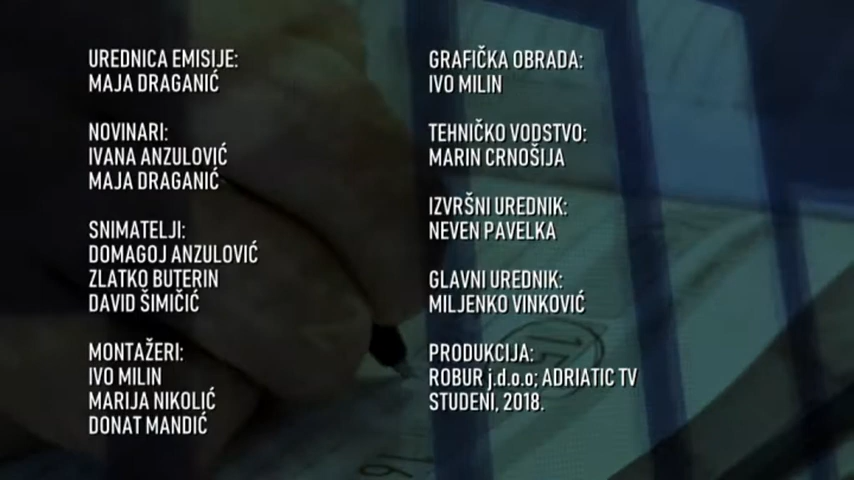 UREDNICA EMISIJE:
MAJA DRAGANIĆ
NOVINARI:
IVANA ANZULOVIĆ
MAJA DRAGANIĆ
SNIMATELJI:
DOMAGOJ ANZULOVIĆ
ZLATKO BUTERIN
DAVID ŠIMIČIĆ
MONTAŽERI:
IVO MILIN
MARIJA NIKOLIĆ
DONAT MANDIĆ
GRAFIČKA OBRADA:
IVO MILIN
TEHNIČKO VODSTVO:
MARIN CRNOŠIJA
IZVRŠNI UREDNIK:
NEVEN PAVELKA
GLAVNI UREDNIK:
MILJENKO VINKOVIĆ
PRODUKCIJA:
ROBUR j.d.o.o; ADRIATIC TV
STUDENI, 2018.
15
16